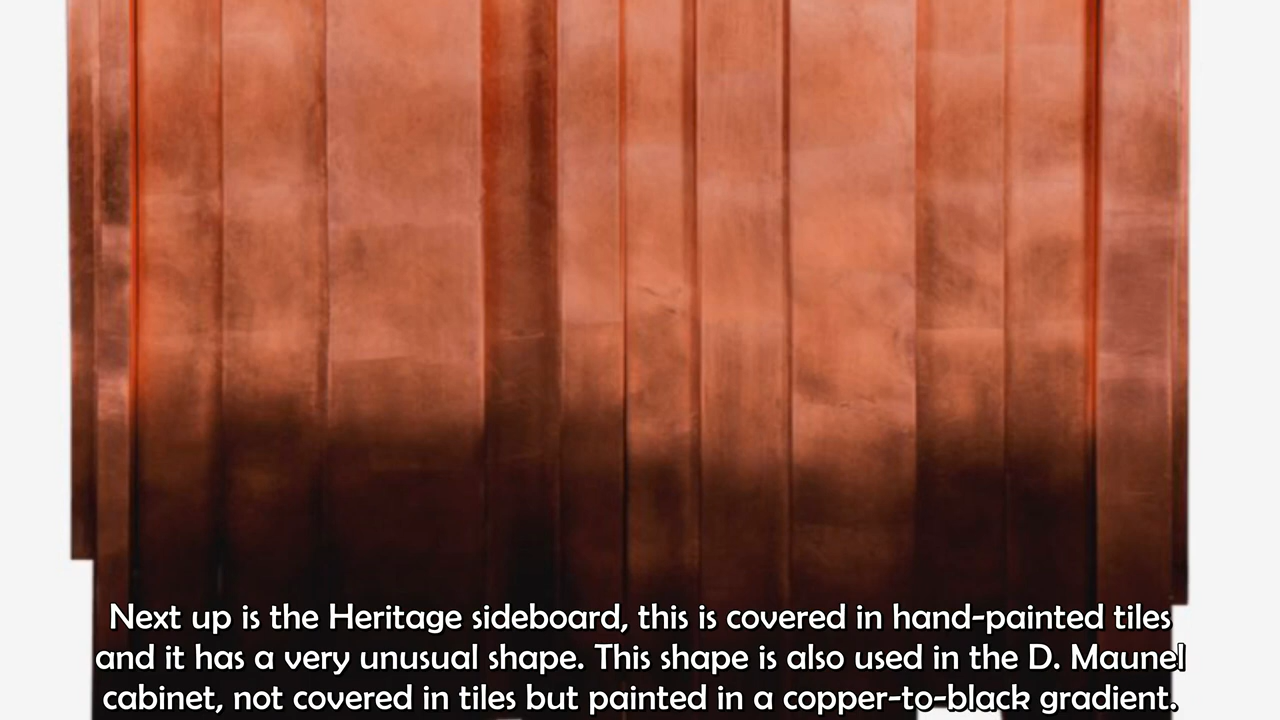 Next up is the Heritage sideboard, this is covered in hand-painted tiles
and it has a very unusual shape. This shape is also used in the D. Maunel
cabinet, not covered in tiles but painted in a copper-to-black gradient.